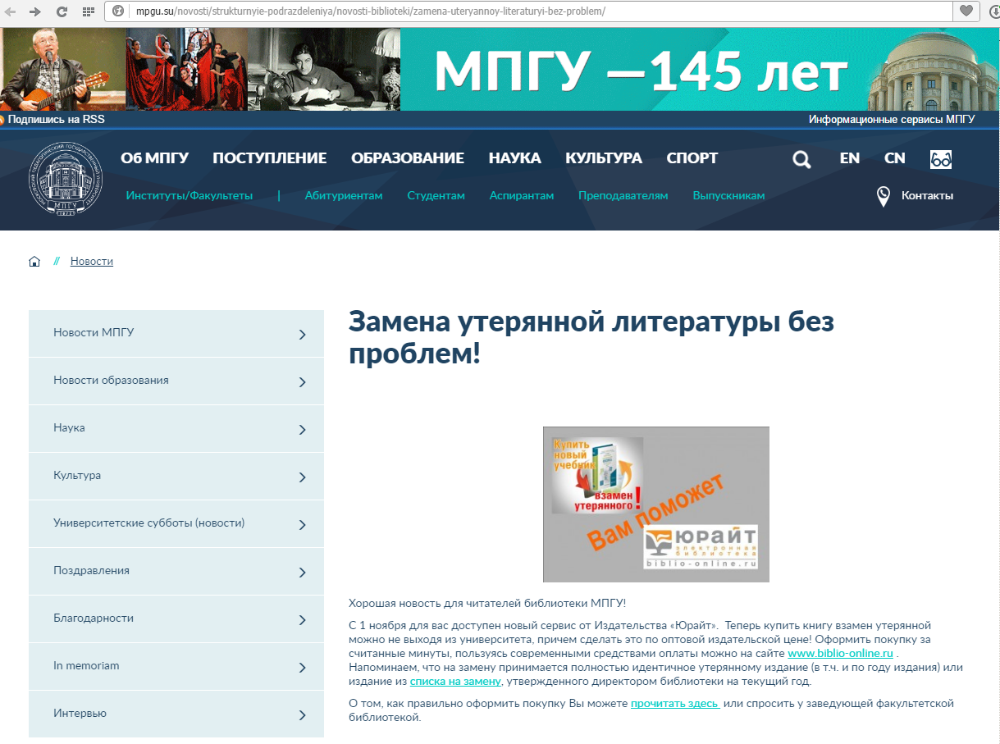 mpgu.su/novosti/strukturnyie-podrazdeleniya/novosti-biblioteki/zamena-uteryannoy-literaturyi-bez-problem/
МПГУ —145 лет
Подпишись на RSS
Информационные сервисы МПГУ
Об МПГУ ПОСТУПЛЕНИЕ ОБРАЗОВАНИЕ НАУКА КУЛЬТУРА СПОРТ EN CN
МПГУ
1872
Институты/Факультеты | Абитуриентам Студентам Аспирантам Преподавателям Выпускникам Контакты
// Новости
Новости МПГУ
Новости образования
Наука
Культура
Университетские субботы (новости)
Поздравления
Благодарности
In memoriam
Интервью
Замена утерянной литературы без
проблем!
Купить
новый
учебник
взамен
утерянного!
Вам поможет
юрайт
электронная
библиотека
biblio-online.ru
Хорошая новость для читателей библиотеки МПГУ!
С 1 ноября для вас доступен новый сервис от Издательства «Юрайт». Теперь купить книгу взамен утерянной
можно не выходя из университета, причем сделать это по оптовой издательской цене! Оформить покупку за
считанные минуты, пользуясь современными средствами оплаты можно на сайте www.biblio-online.ru .
Напоминаем, что на замену принимается полностью идентичное утерянному издание (в т.ч. и по году издания) или
издание из списка на замену, утвержденного директором библиотеки на текущий год.
О том, как правильно оформить покупку Вы можете прочитать здесь или спросить у заведующей факультетской
библиотекой.